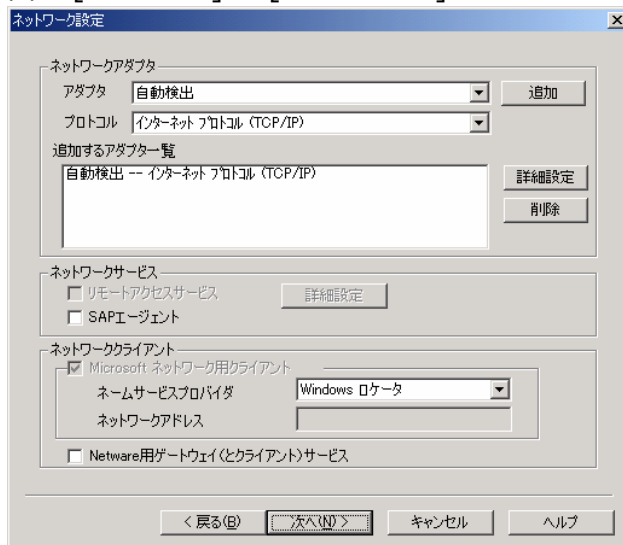 ネットワーク設定
ネットワークアダプタ
アダプタ 自動検出 追加
プロトコル インターネット プロトコル (TCP/IP)
追加するアダプター覧
自動検出 -- インターネット プロトコル (TCP/IP)
詳細設定
削除
ネットワークサービス
リモートアクセスサービス 詳細設定
SAPエージェント
ネットワーククライアント
Microsoft ネットワーク用クライアント
ネームサービスプロバイダ Windows ロケータ
ネットワークアドレス
Netware用ゲートウェイ(とクライアント)サービス
< 戻る(B) 次へ(N) > キャンセル ヘルプ